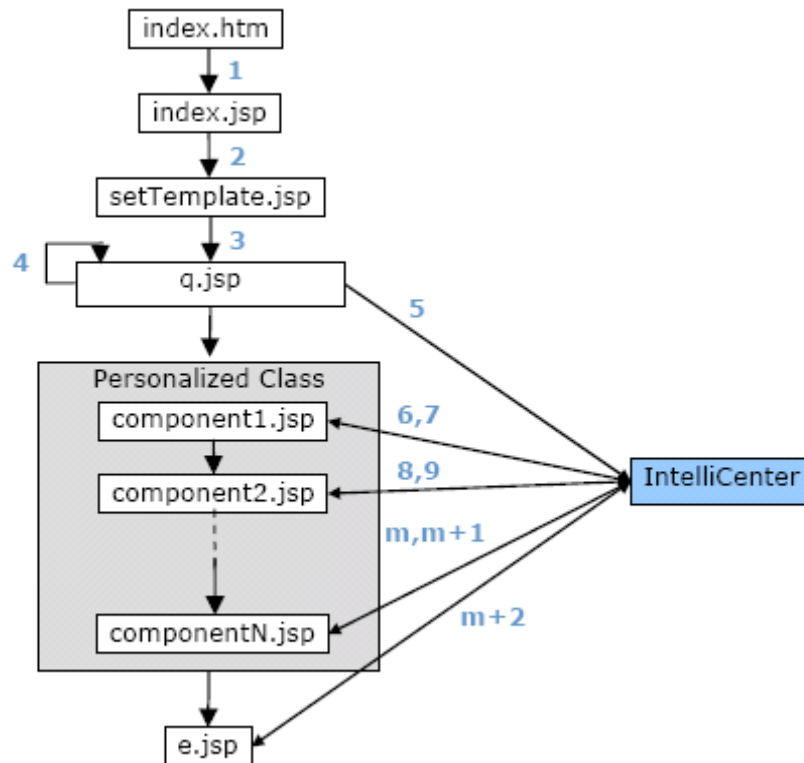 index.htm
1
index.jsp
2
setTemplate.jsp
3
4
q.jsp
5
Personalized Class
component1.jsp
6,7
component2.jsp
8,9
IntelliCenter
m,m+1
componentN.jsp
m+2
e.jsp